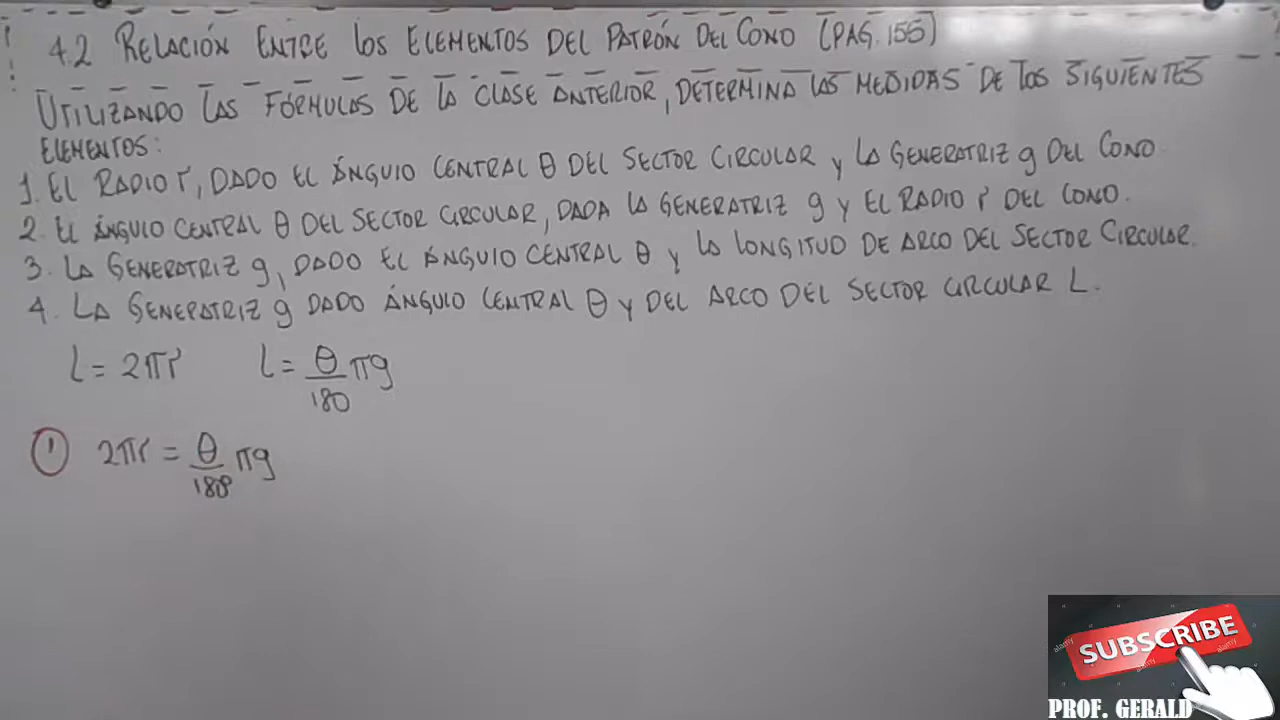 4.2 RELACIÓN ENTRE LOS ELEMENTOS DEL PATRÓN DEL CONO (PÁG. 155)
UTILIZANDO LAS FÓRMULAS DE LA CLASE ANTERIOR, DETERMINA LAS MEDIDAS DE LOS SIGUIENTES
ELEMENTOS:
1. EL RADIO r, DADO EL ÁNGULO CENTRAL θ DEL SECTOR CIRCULAR y LA GENERATRIZ g DEL CONO
2. EL ÁNGULO CENTRAL θ DEL SECTOR CIRCULAR, DADA LA GENERATRIZ g y EL RADIO r DEL CONO.
3. LA GENERATRIZ g, DADO EL ÁNGULO CENTRAL θ y LA LONGITUD DE ARCO DEL SECTOR CIRCULAR.
4. LA GENERATRIZ g DADO ÁNGULO CENTRAL θ y DEL ARCO DEL SECTOR CIRCULAR L.
l = 2πr l = θ/180 πg
1 2πr = θ/180° πg
SUBSCRIBE
alamy
alamy
PROF. GERALD